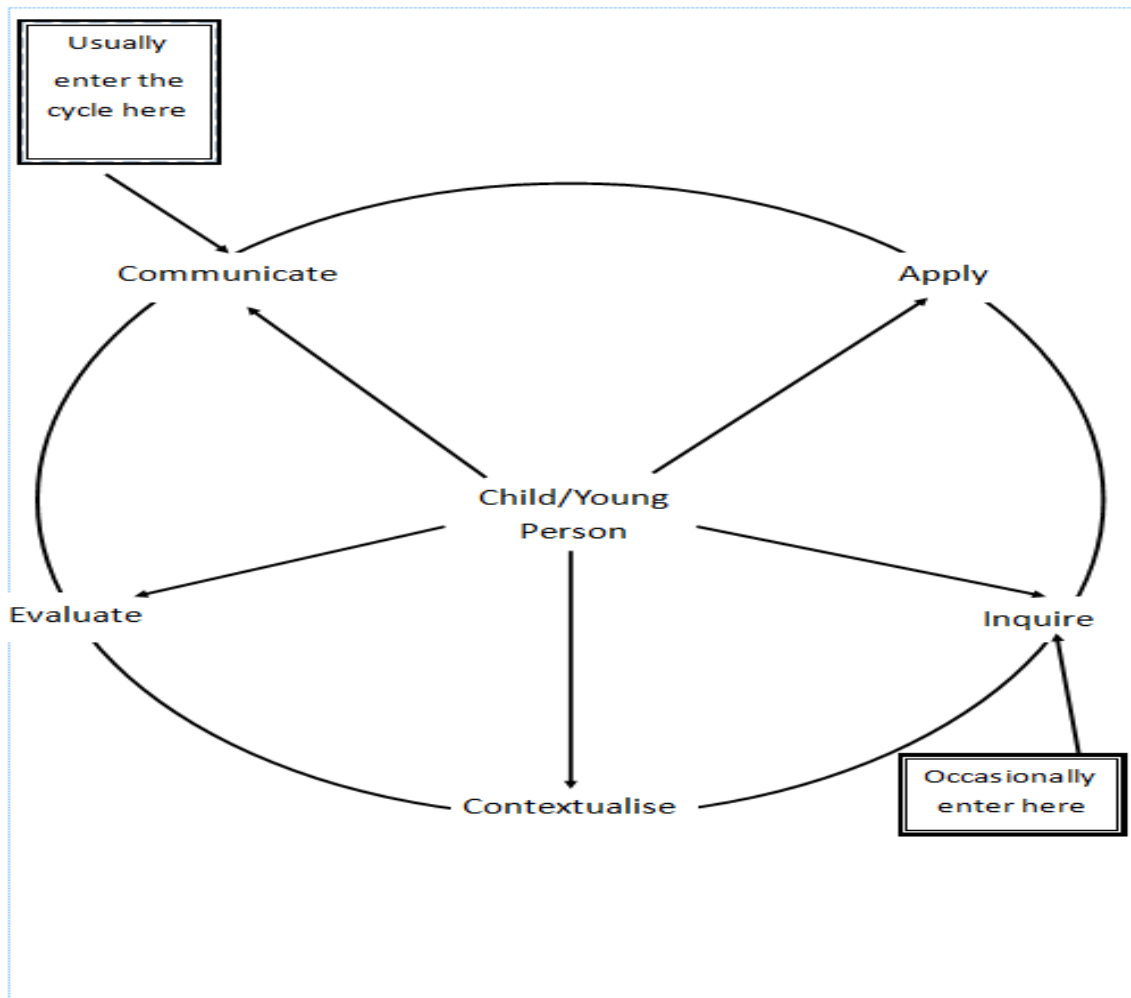 Usually
enter the
cycle here
Communicate
Apply
Child/Young
Person
Evaluate
Inquire
Contextualise
Occasionally
enter here